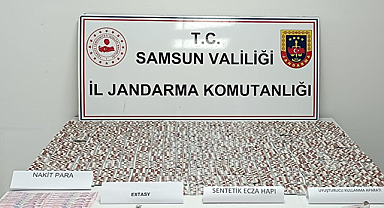 T.C.
SAMSUN VALİLİĞİ
İL JANDARMA KOMUTANLIĞI
NAKİT PARA
EXTASY
SENTETİK ECZA HAPI
UYUŞTURUCU KULLANMA APARATI